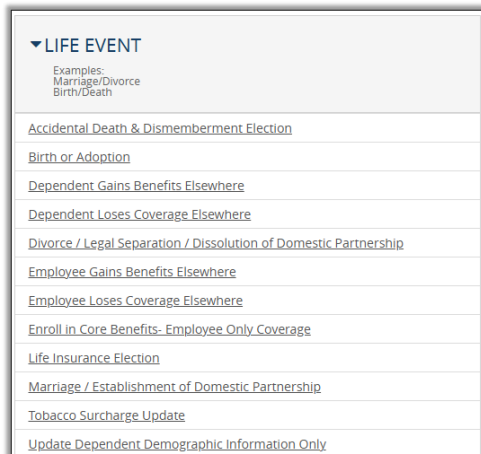 LIFE EVENT
Examples:
Marriage/Divorce
Birth/Death
Accidental Death & Dismemberment Election
Birth or Adoption
Dependent Gains Benefits Elsewhere
Dependent Loses Coverage Elsewhere
Divorce / Legal Separation / Dissolution of Domestic Partnership
Employee Gains Benefits Elsewhere
Employee Loses Coverage Elsewhere
Enroll in Core Benefits- Employee Only Coverage
Life Insurance Election
Marriage / Establishment of Domestic Partnership
Tobacco Surcharge Update
Update Dependent Demographic Information Only